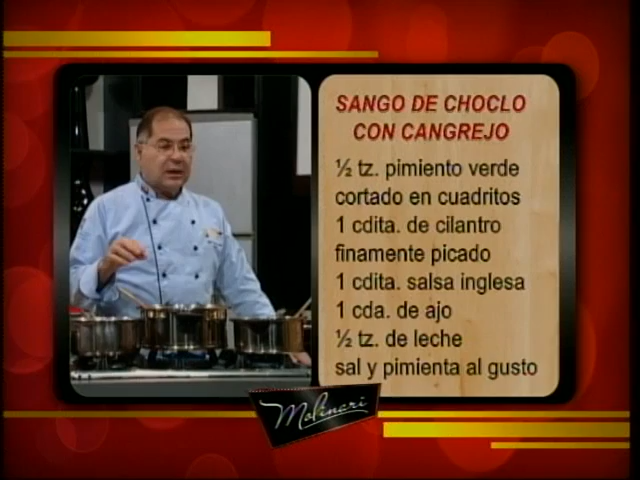 SANGO DE CHOCLO
CON CANGREJO
½ tz. pimiento verde
cortado en cuadritos
1 cdita. de cilantro
finamente picado
1 cdita. salsa inglesa
1 cda. de ajo
½ tz. de leche
sal y pimienta al gusto
Molinari